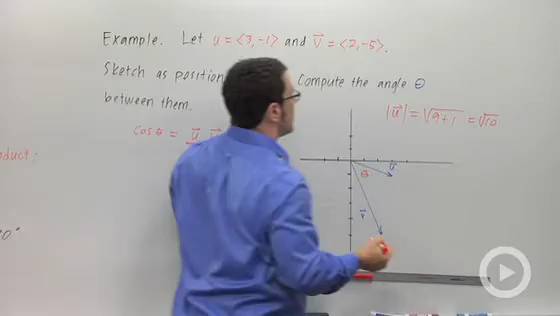 Example. Let u = <3, -1> and v⃗ = <2, -5>.
Sketch as position Compute the angle θ
between them.
|u⃗| = √9+1 = √10
cos θ = u⃗ v⃗
oduct:
u⃗
θ
v⃗